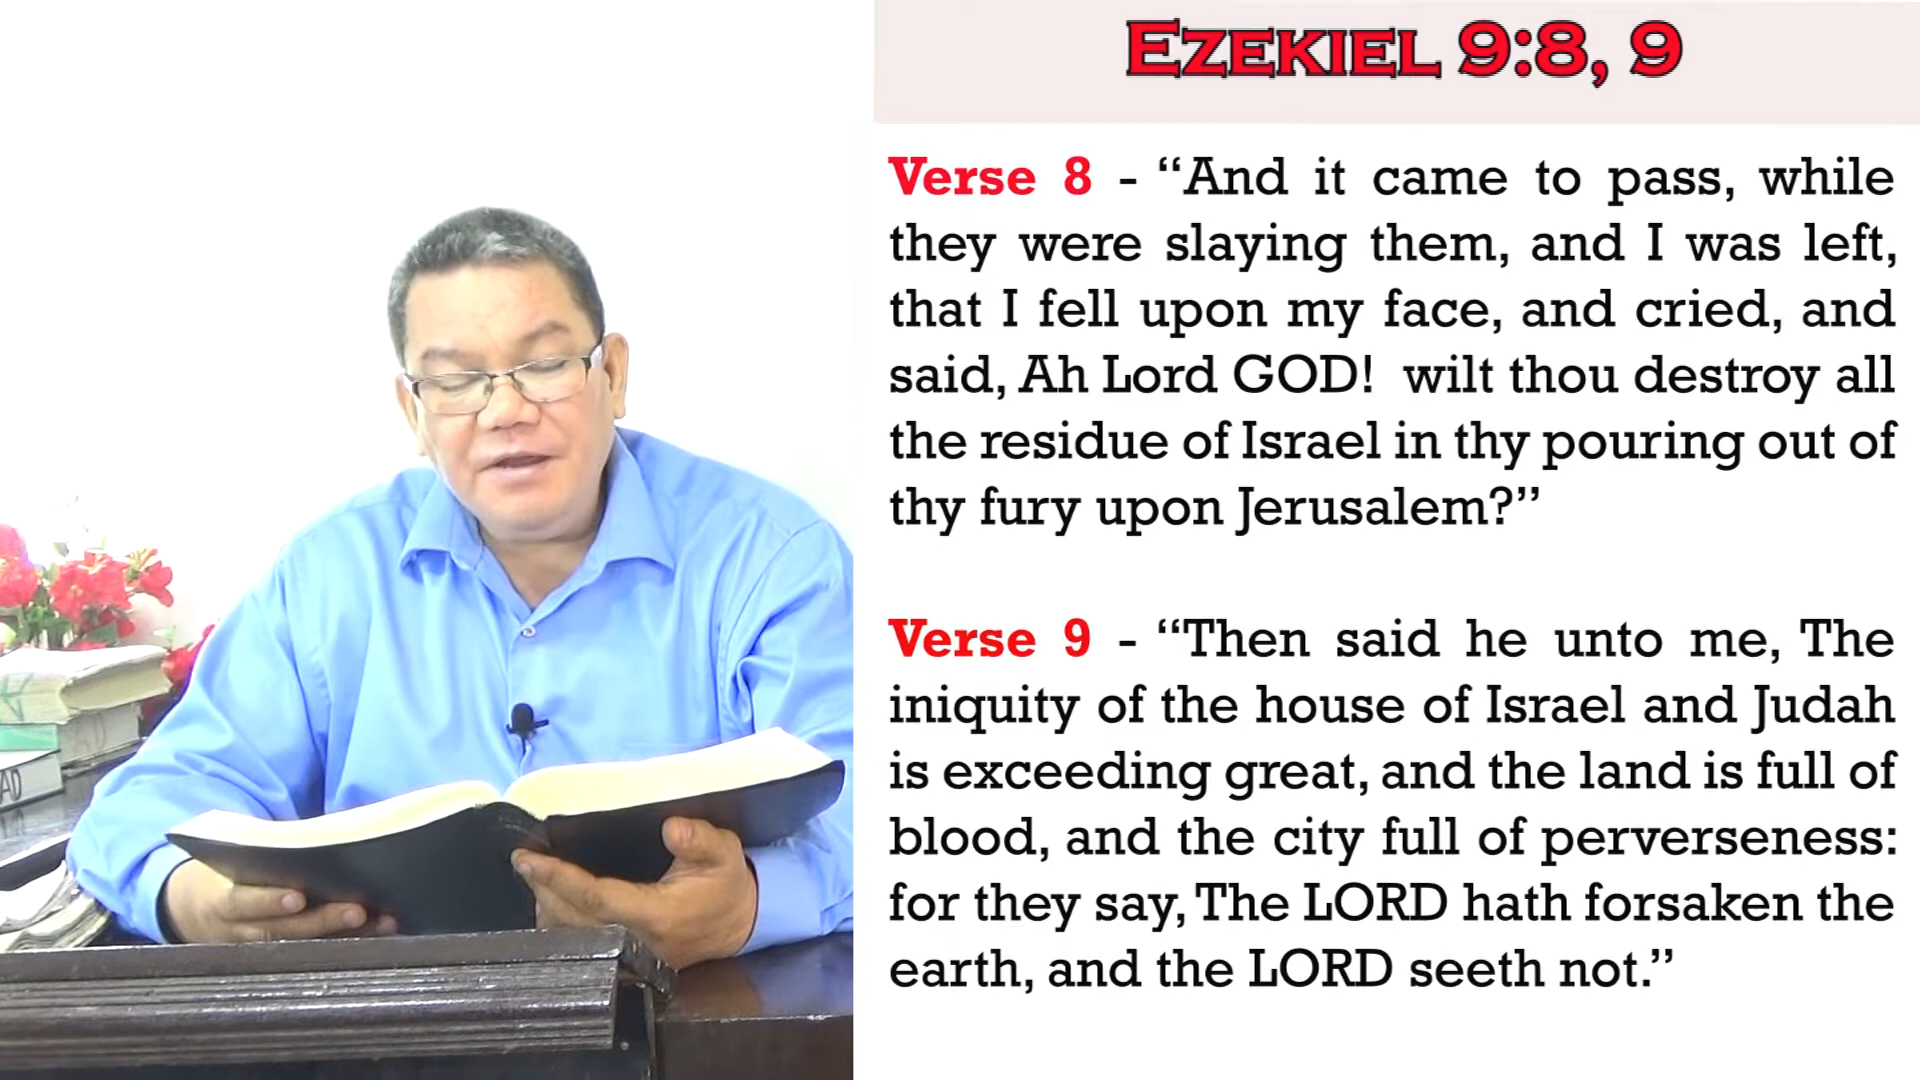 EZEKIEL 9:8, 9
Verse 8 - “And it came to pass, while
they were slaying them, and I was left,
that I fell upon my face, and cried, and
said, Ah Lord GOD!  wilt thou destroy all
the residue of Israel in thy pouring out of
thy fury upon Jerusalem?”
Verse 9 - “Then said he unto me, The
iniquity of the house of Israel and Judah
is exceeding great, and the land is full of
blood, and the city full of perverseness:
for they say, The LORD hath forsaken the
earth, and the LORD seeth not.”